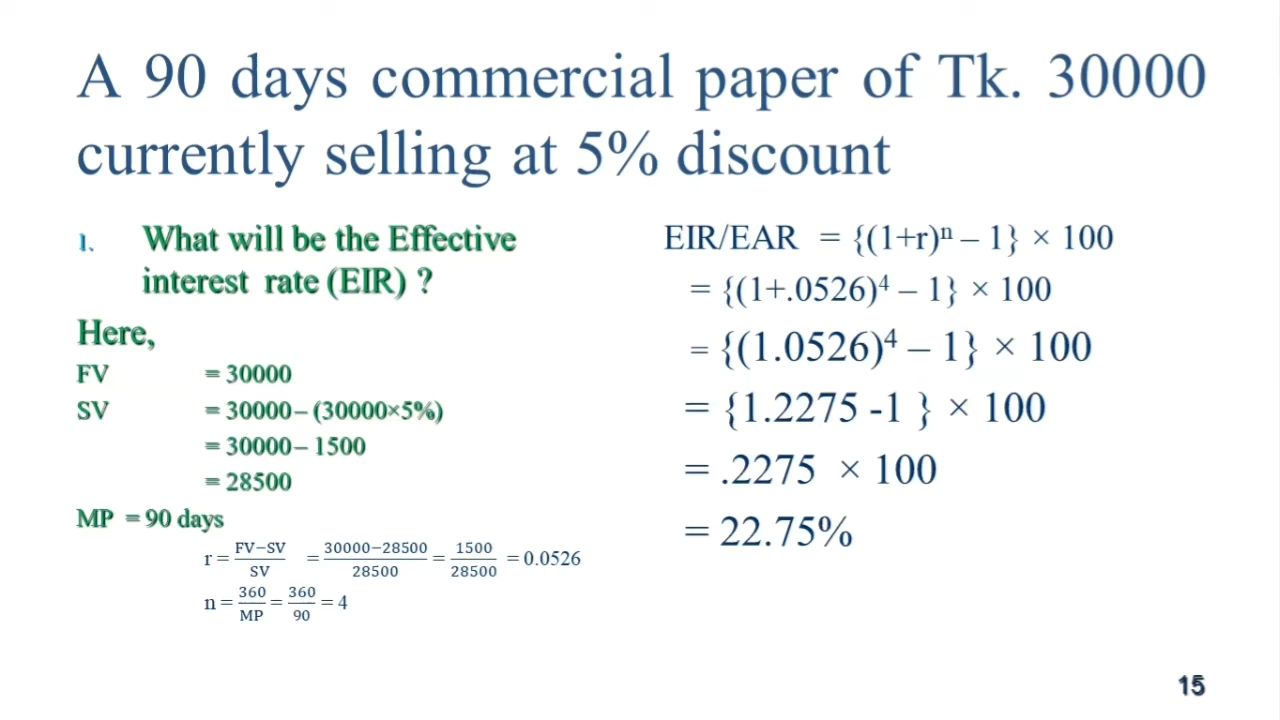 A 90 days commercial paper of Tk. 30000
currently selling at 5% discount
1. What will be the Effective
interest rate (EIR) ?
Here,
FV = 30000
SV = 30000– (30000×5%)
= 30000– 1500
= 28500
MP = 90 days
r = FV−SV/SV = 30000−28500/28500 = 1500/28500 = 0.0526
n = 360/MP = 360/90 = 4
EIR/EAR = {(1+r)ⁿ – 1} × 100
= {(1+.0526)⁴ – 1} × 100
= {(1.0526)⁴ – 1} × 100
= {1.2275 -1 } × 100
= .2275 × 100
= 22.75%
15